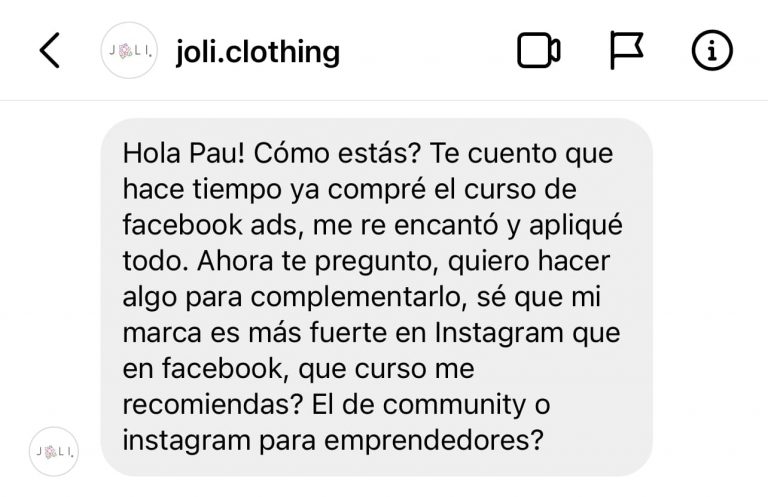 JOLI.
joli.clothing
Hola Pau! Cómo estás? Te cuento que
hace tiempo ya compré el curso de
facebook ads, me re encantó y apliqué
todo. Ahora te pregunto, quiero hacer
algo para complementarlo, sé que mi
marca es más fuerte en Instagram que
en facebook, que curso me
recomiendas? El de community o
instagram para emprendedores?
JOLI.